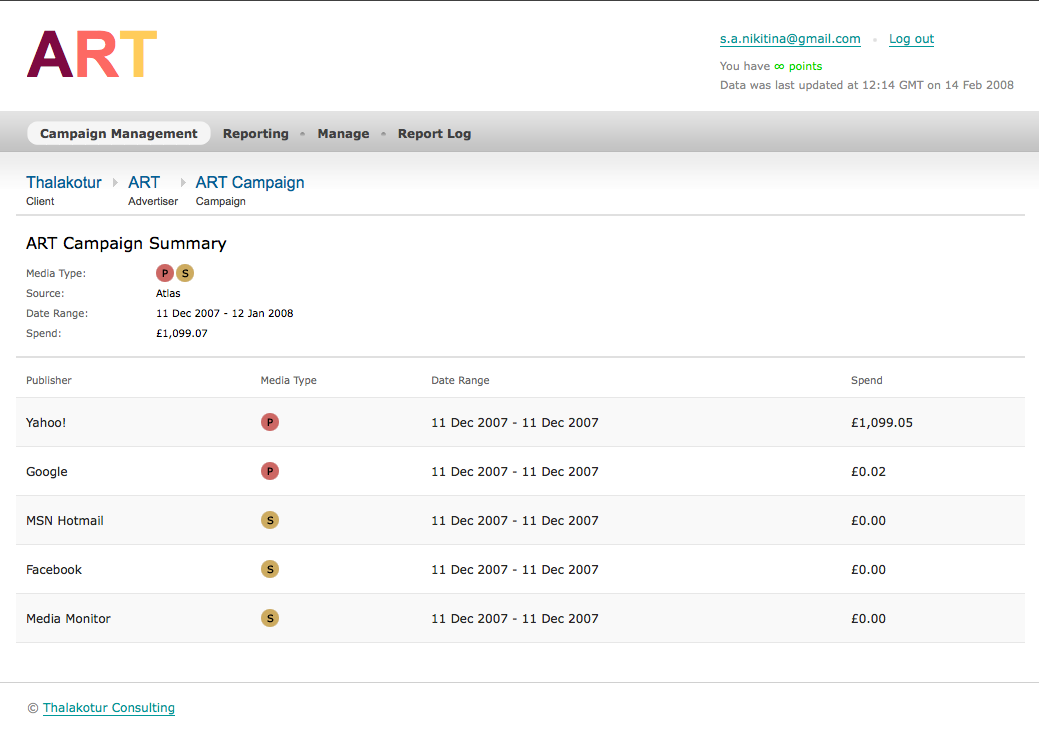 ART
s.a.nikitina@gmail.com • Log out
You have ∞ points
Data was last updated at 12:14 GMT on 14 Feb 2008
Campaign Management Reporting • Manage • Report Log
Thalakotur ART ART Campaign
Client Advertiser Campaign
ART Campaign Summary
Media Type: P S
Source: Atlas
Date Range: 11 Dec 2007 - 12 Jan 2008
Spend: £1,099.07
Publisher Media Type Date Range Spend
Yahoo! P 11 Dec 2007 - 11 Dec 2007 £1,099.05
Google P 11 Dec 2007 - 11 Dec 2007 £0.02
MSN Hotmail S 11 Dec 2007 - 11 Dec 2007 £0.00
Facebook S 11 Dec 2007 - 11 Dec 2007 £0.00
Media Monitor S 11 Dec 2007 - 11 Dec 2007 £0.00
© Thalakotur Consulting